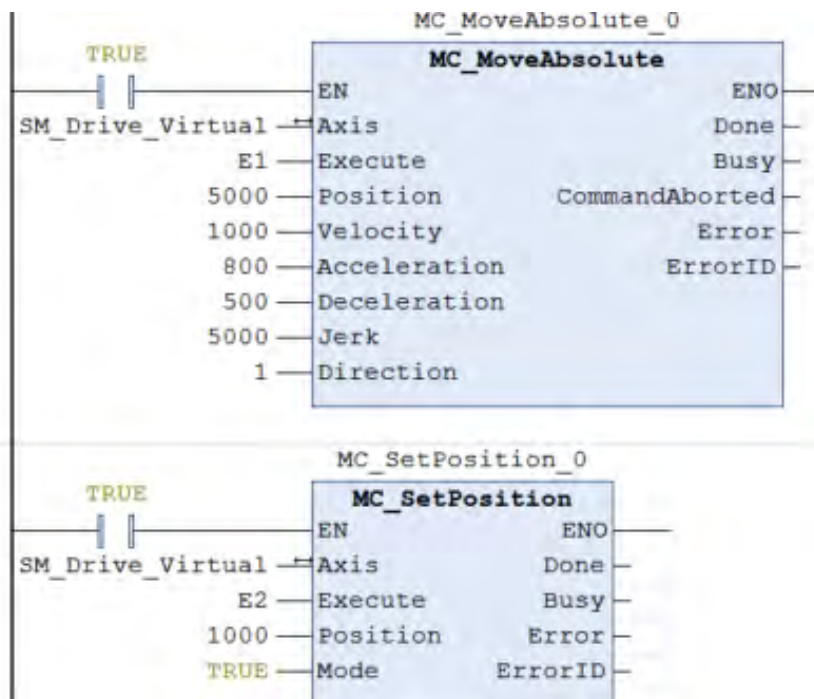 MC_MoveAbsolute_0
TRUE
MC_MoveAbsolute
EN ENO
SM_Drive_Virtual Axis Done
E1 Execute Busy
5000 Position CommandAborted
1000 Velocity Error
800 Acceleration ErrorID
500 Deceleration
5000 Jerk
1 Direction
MC_SetPosition_0
TRUE
MC_SetPosition
EN ENO
SM_Drive_Virtual Axis Done
E2 Execute Busy
1000 Position Error
TRUE Mode ErrorID